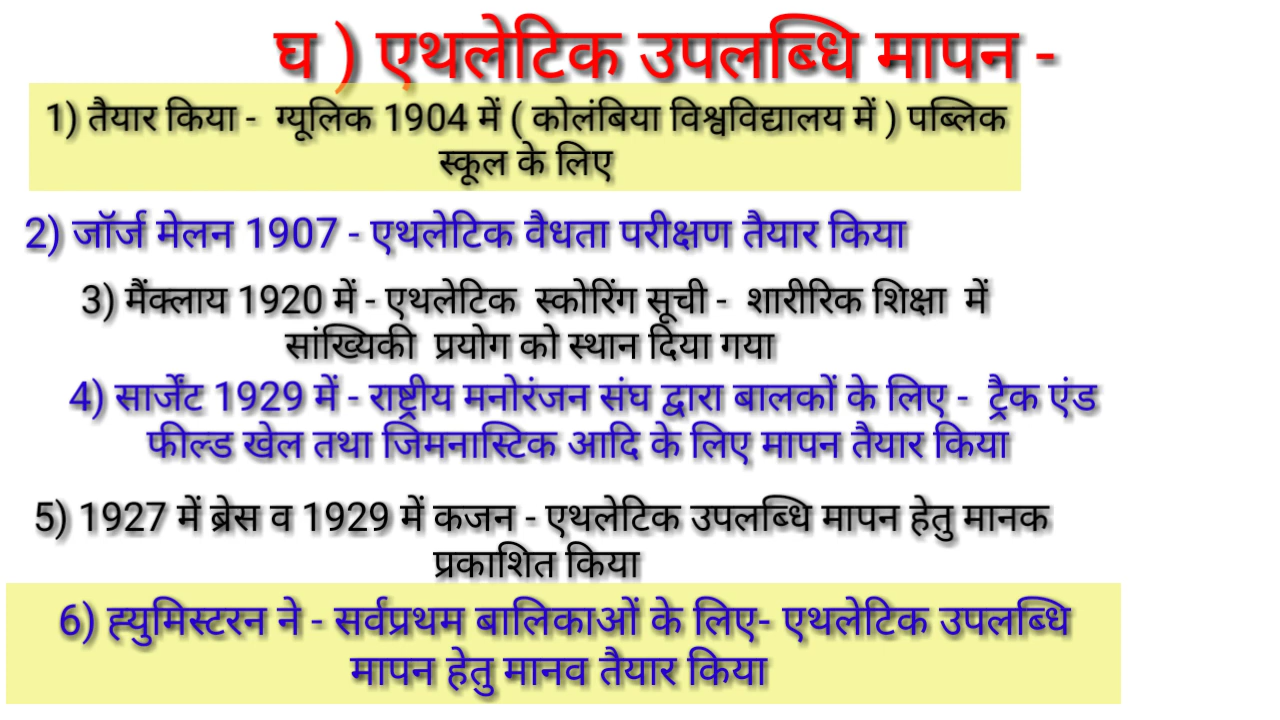 घ ) एथलेटिक उपलब्धि मापन -
1) तैयार किया - ग्यूलिक 1904 में ( कोलंबिया विश्वविद्यालय में ) पब्लिक
स्कूल के लिए
2) जॉर्ज मेलन 1907 - एथलेटिक वैधता परीक्षण तैयार किया
3) मैंक्लाय 1920 में - एथलेटिक स्कोरिंग सूची - शारीरिक शिक्षा में
सांख्यिकी प्रयोग को स्थान दिया गया
4) सार्जेंट 1929 में - राष्ट्रीय मनोरंजन संघ द्वारा बालकों के लिए - ट्रैक एंड
फील्ड खेल तथा जिमनास्टिक आदि के लिए मापन तैयार किया
5) 1927 में ब्रेस व 1929 में कजन - एथलेटिक उपलब्धि मापन हेतु मानक
प्रकाशित किया
6) ह्युमिस्टरन ने - सर्वप्रथम बालिकाओं के लिए- एथलेटिक उपलब्धि
मापन हेतु मानव तैयार किया